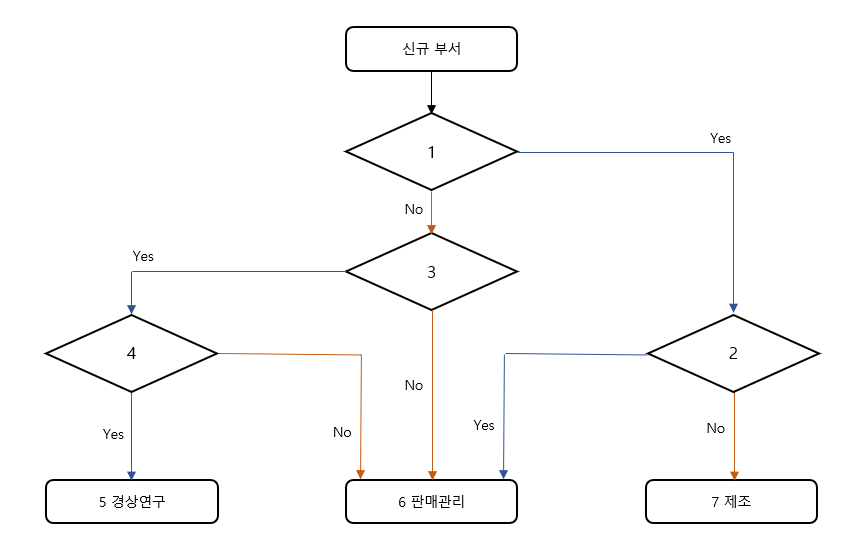 신규 부서
Yes
1
No
Yes
3
4
2
No
Yes
No
Yes
No
5 경상연구
6 판매관리
7 제조